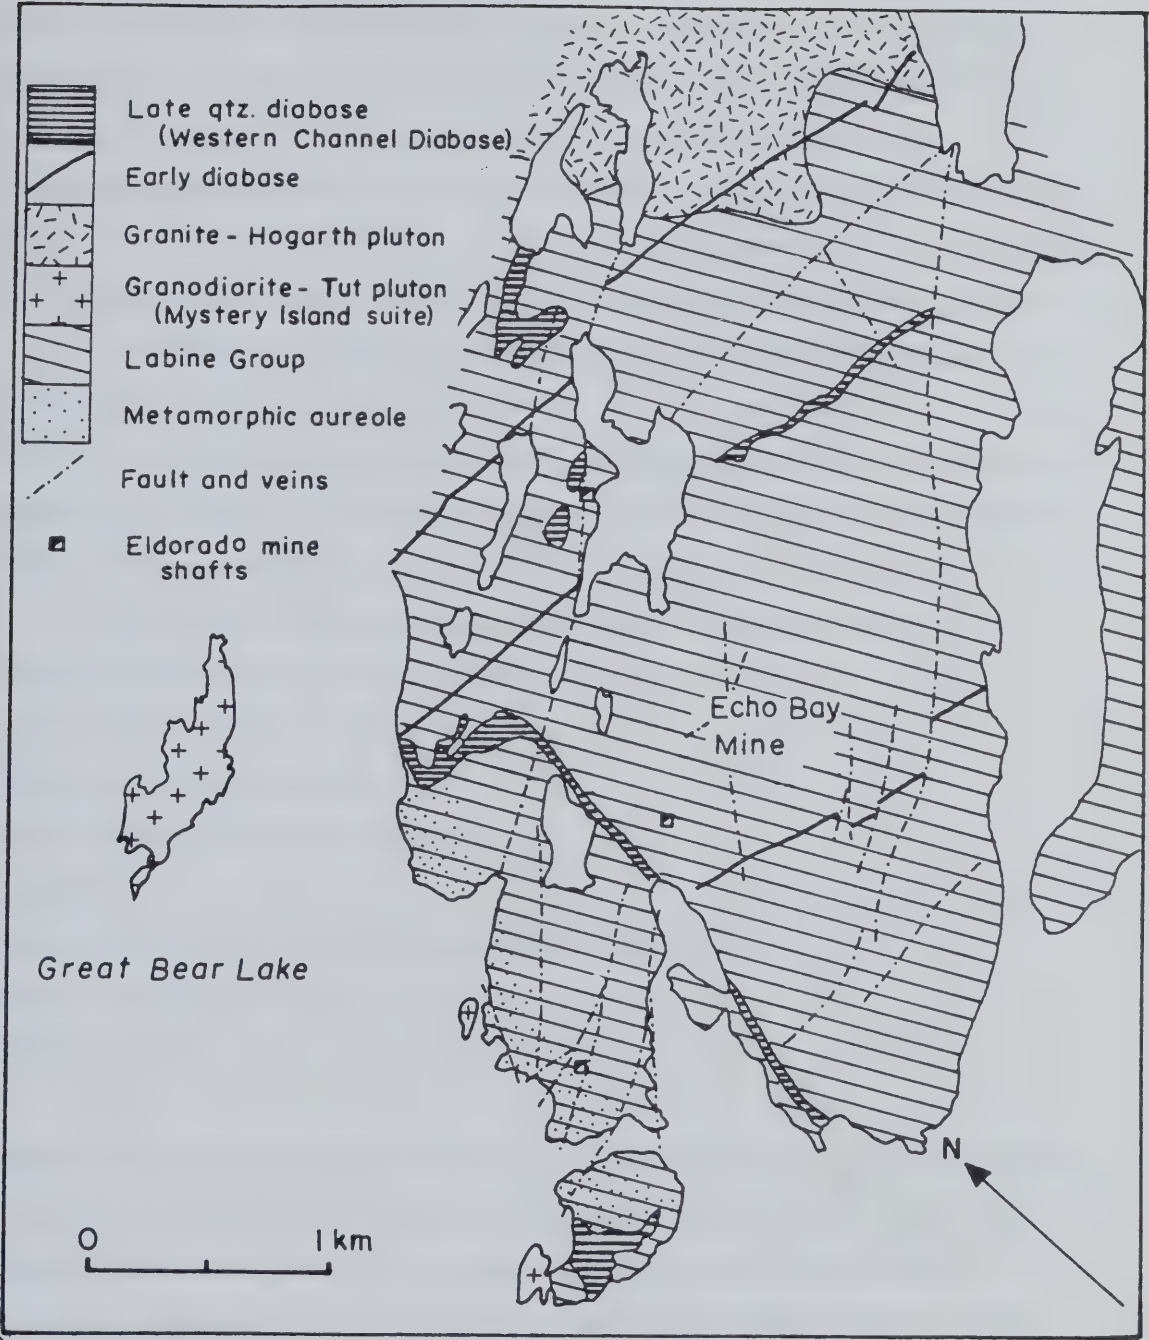 Late qtz. diabase
(Western Channel Diabase)
Early diabase
Granite - Hogarth pluton
Granodiorite - Tut pluton
(Mystery Island suite)
Labine Group
Metamorphic aureole
Fault and veins
Eldorado mine
shafts
Echo Bay
Mine
Great Bear Lake
N
0 1 km